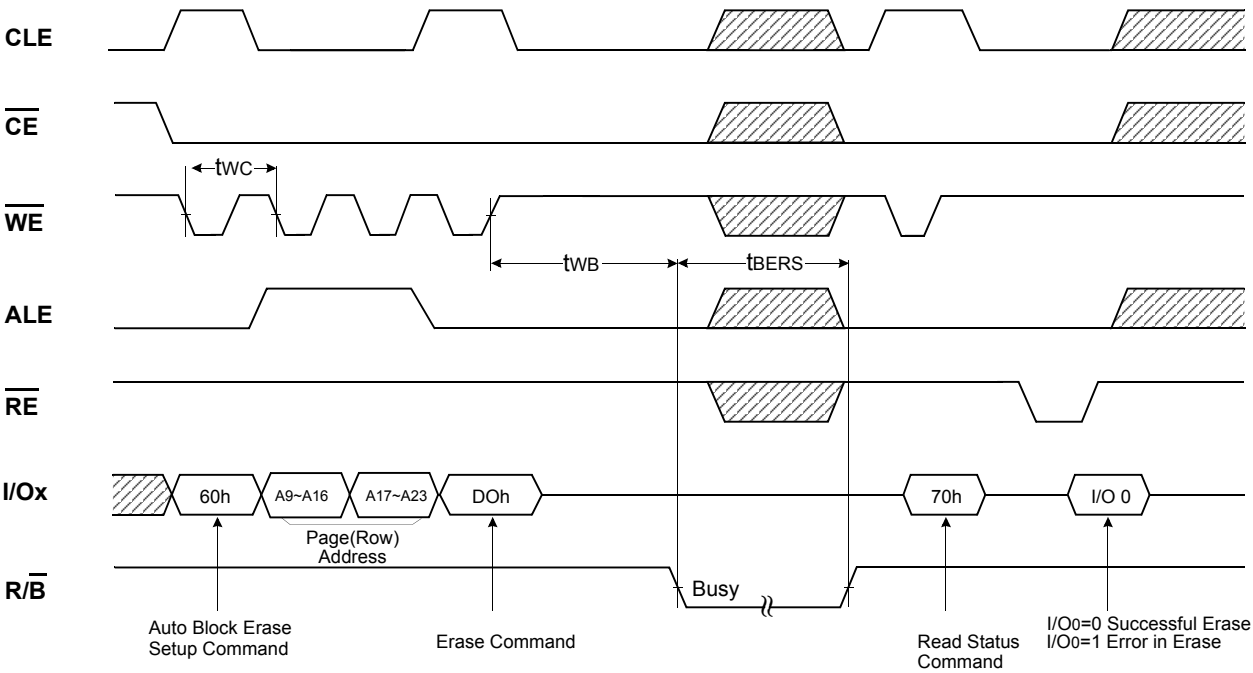 CLE
CE
tWC
WE
tWB
tBERS
ALE
RE
I/Ox
60h
A9~A16
A17~A23
DOh
70h
I/O 0
Page(Row)
Address
R/B
Busy
Auto Block Erase
Setup Command
Erase Command
Read Status
Command
I/O0=0 Successful Erase
I/O0=1 Error in Erase